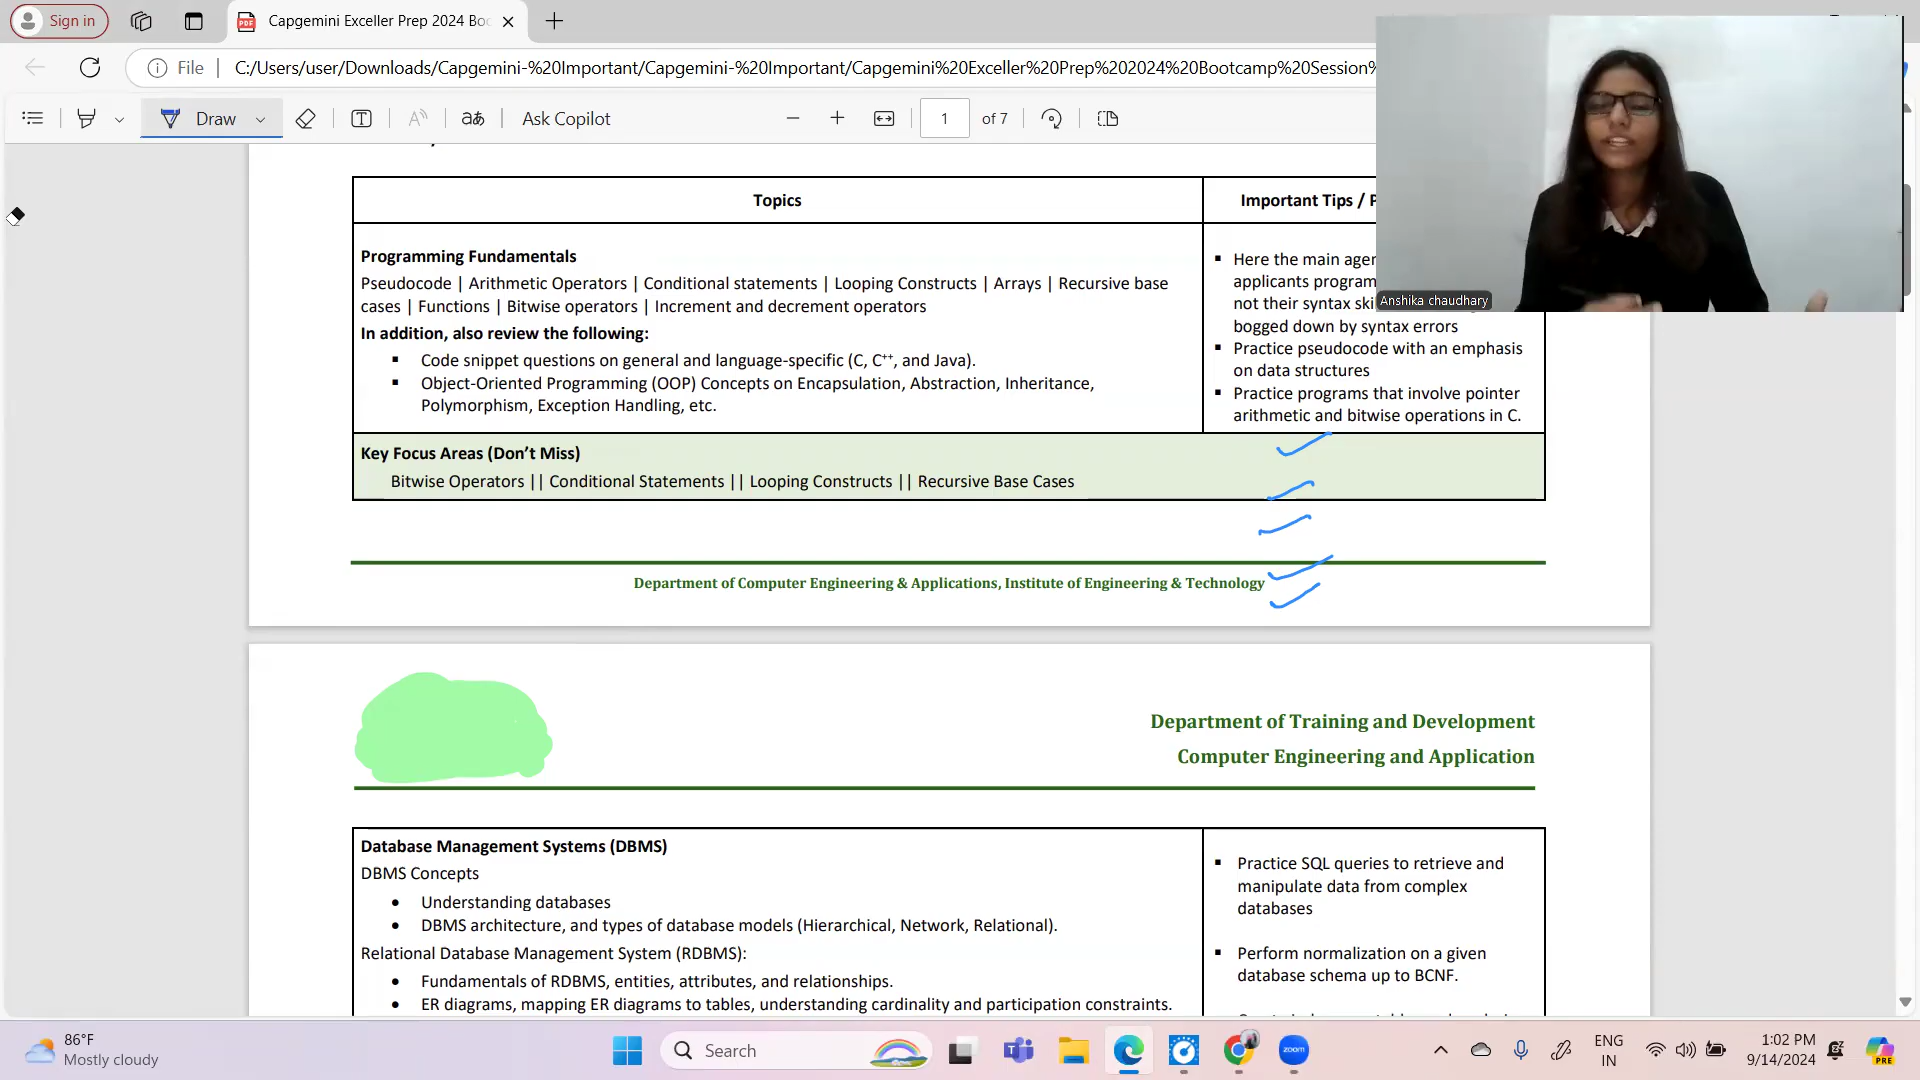 Sign in
Capgemini Exceller Prep 2024 Boo
File
C:/Users/user/Downloads/Capgemini-%20Important/Capgemini-%20Important/Capgemini%20Exceller%20Prep%202024%20Bootcamp%20Session%
Draw
Ask Copilot
1 of 7
Topics
Important Tips /
Programming Fundamentals
Pseudocode | Arithmetic Operators | Conditional statements | Looping Constructs | Arrays | Recursive base
cases | Functions | Bitwise operators | Increment and decrement operators
In addition, also review the following:
▪ Code snippet questions on general and language-specific (C, C++, and Java).
▪ Object-Oriented Programming (OOP) Concepts on Encapsulation, Abstraction, Inheritance,
Polymorphism, Exception Handling, etc.
▪ Here the main agen
applicants program
not their syntax ski
bogged down by syntax errors
▪ Practice pseudocode with an emphasis
on data structures
▪ Practice programs that involve pointer
arithmetic and bitwise operations in C.
Anshika chaudhary
Key Focus Areas (Don’t Miss)
Bitwise Operators || Conditional Statements || Looping Constructs || Recursive Base Cases
Department of Computer Engineering & Applications, Institute of Engineering & Technology
Department of Training and Development
Computer Engineering and Application
Database Management Systems (DBMS)
DBMS Concepts
• Understanding databases
• DBMS architecture, and types of database models (Hierarchical, Network, Relational).
Relational Database Management System (RDBMS):
• Fundamentals of RDBMS, entities, attributes, and relationships.
• ER diagrams, mapping ER diagrams to tables, understanding cardinality and participation constraints.
▪ Practice SQL queries to retrieve and
manipulate data from complex
databases
▪ Perform normalization on a given
database schema up to BCNF.
86°F
Mostly cloudy
Search
zoom
ENG
IN
1:02 PM
9/14/2024
PRE